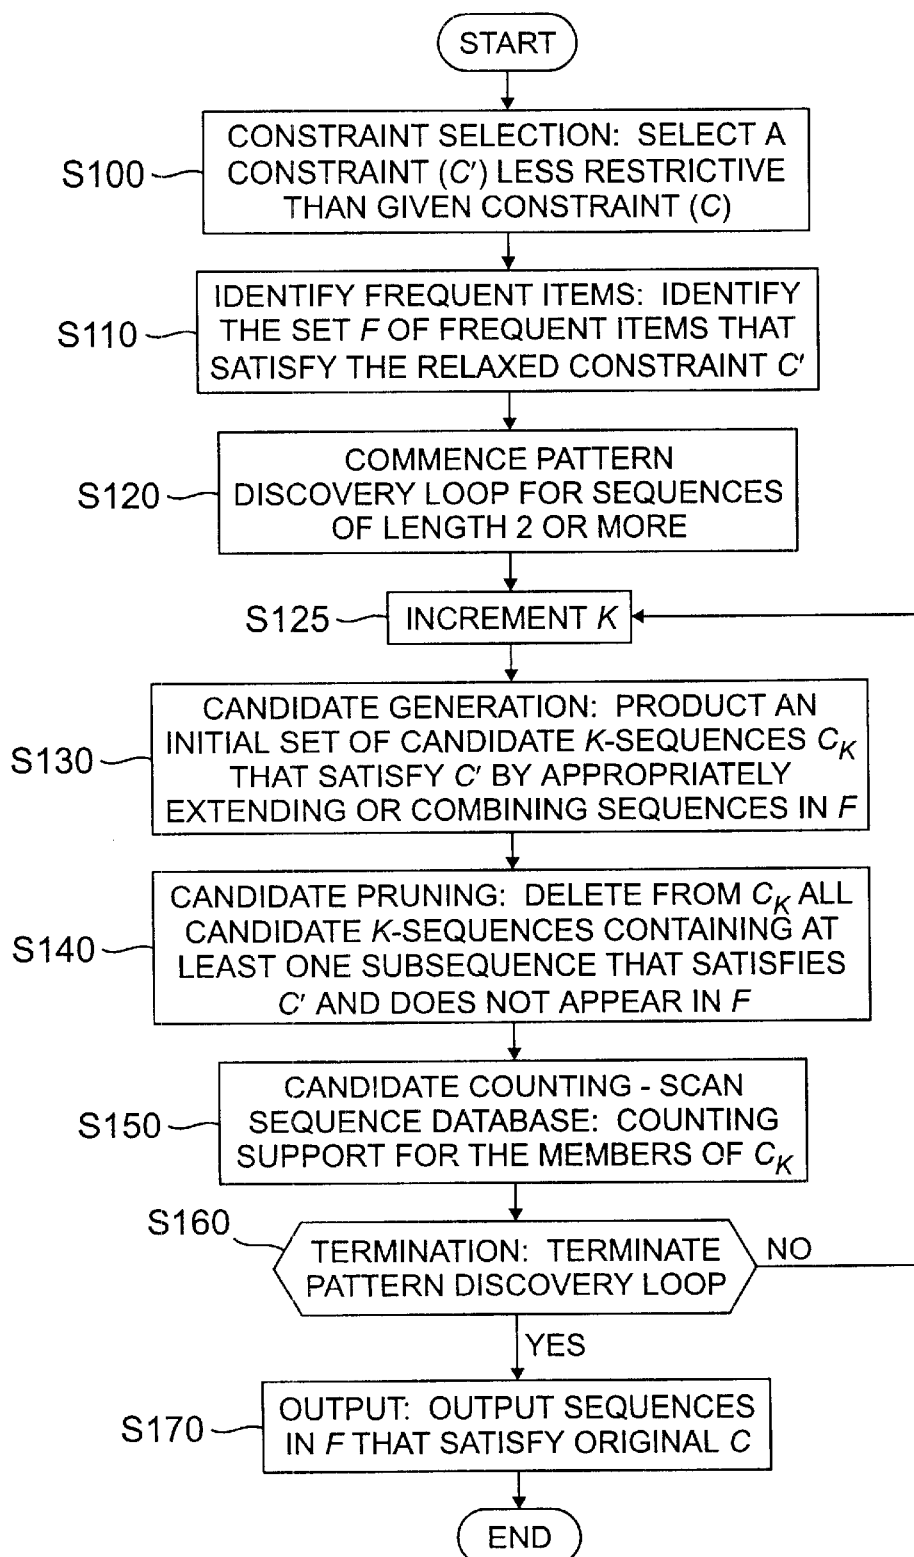 START
S100
CONSTRAINT SELECTION: SELECT A
CONSTRAINT (C′) LESS RESTRICTIVE
THAN GIVEN CONSTRAINT (C)
S110
IDENTIFY FREQUENT ITEMS: IDENTIFY
THE SET F OF FREQUENT ITEMS THAT
SATISFY THE RELAXED CONSTRAINT C′
S120
COMMENCE PATTERN
DISCOVERY LOOP FOR SEQUENCES
OF LENGTH 2 OR MORE
S125
INCREMENT K
S130
CANDIDATE GENERATION: PRODUCT AN
INITIAL SET OF CANDIDATE K-SEQUENCES C_K
THAT SATISFY C′ BY APPROPRIATELY
EXTENDING OR COMBINING SEQUENCES IN F
S140
CANDIDATE PRUNING: DELETE FROM C_K ALL
CANDIDATE K-SEQUENCES CONTAINING AT
LEAST ONE SUBSEQUENCE THAT SATISFIES
C′ AND DOES NOT APPEAR IN F
S150
CANDIDATE COUNTING - SCAN
SEQUENCE DATABASE: COUNTING
SUPPORT FOR THE MEMBERS OF C_K
S160
TERMINATION: TERMINATE
PATTERN DISCOVERY LOOP
NO
YES
S170
OUTPUT: OUTPUT SEQUENCES
IN F THAT SATISFY ORIGINAL C
END